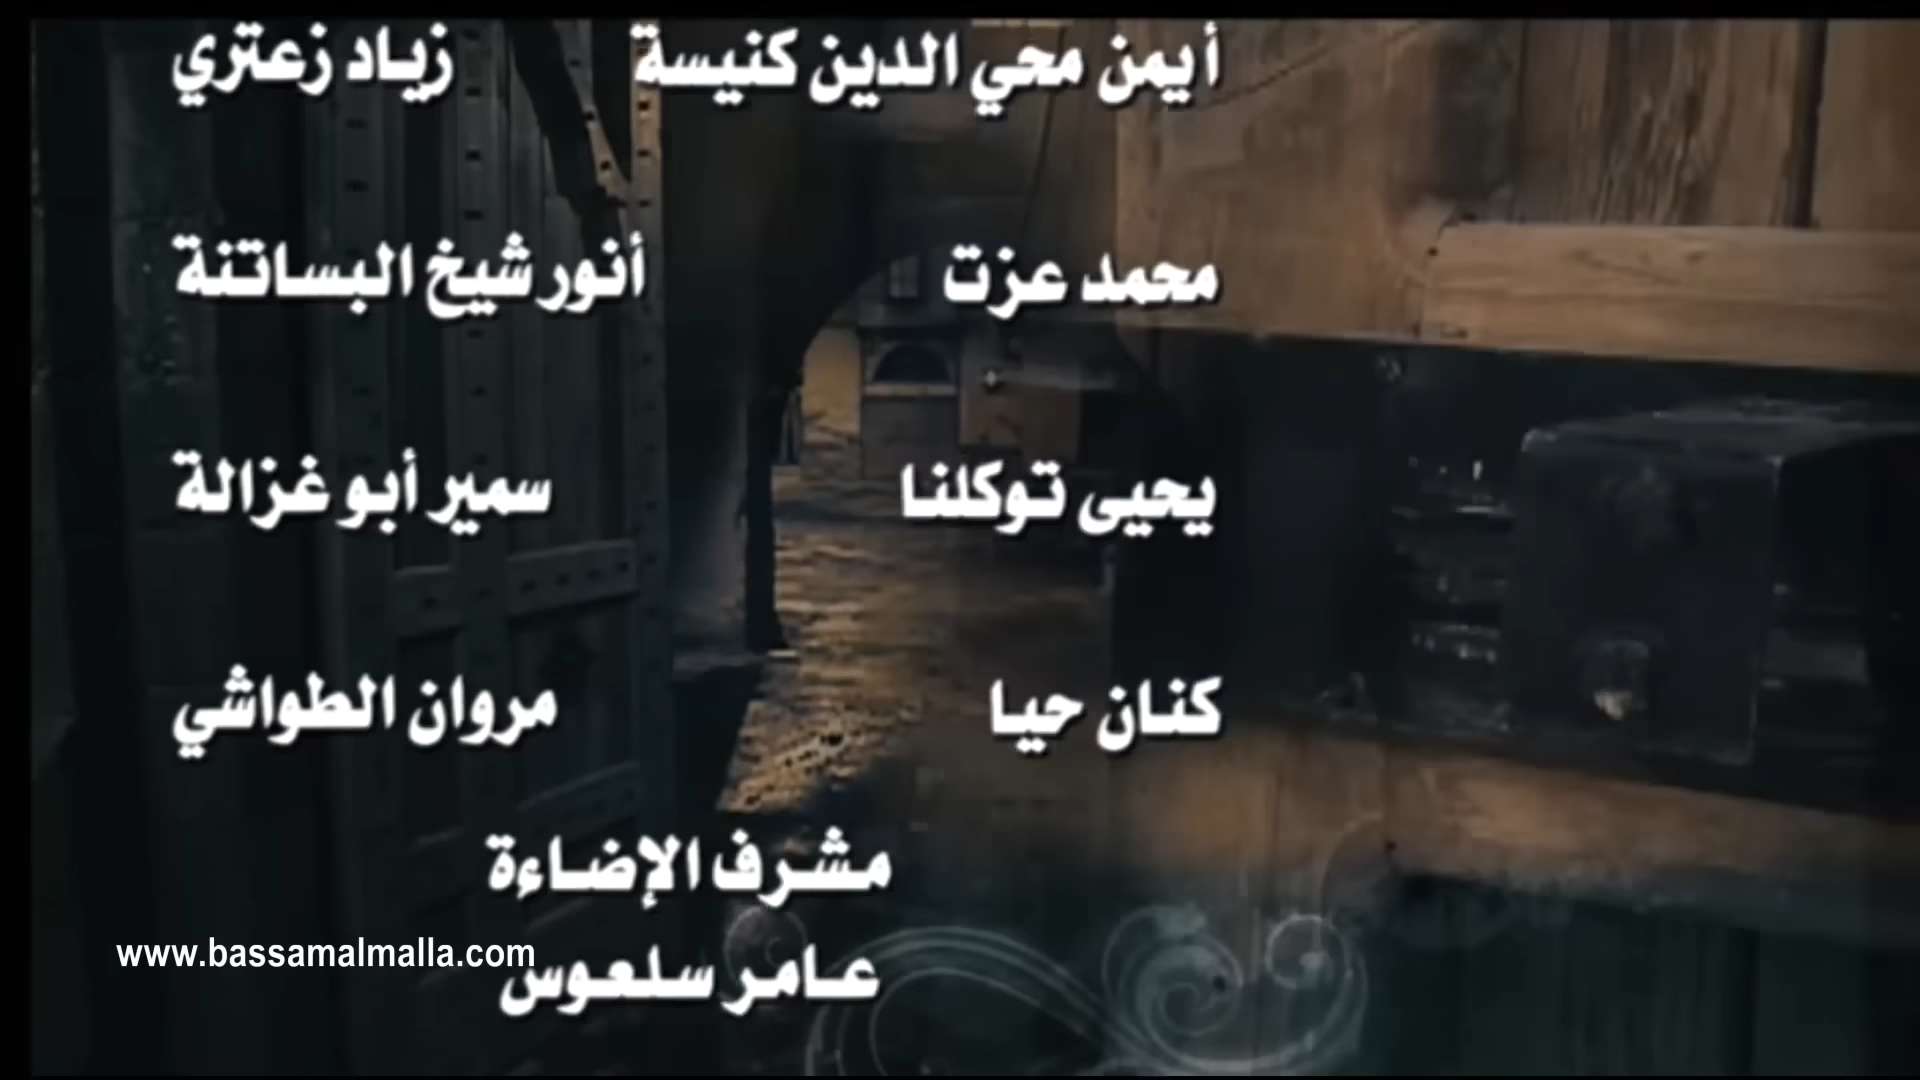 أيمن محي الدين كنيسة زياد زعتري
محمد عزت أنور شيخ البساتنة
يحيى توكلنا سمير أبو غزالة
كنان حيا مروان الطواشي
مشرف الإضاءة
عامر سلعوس
www.bassamalmalla.com